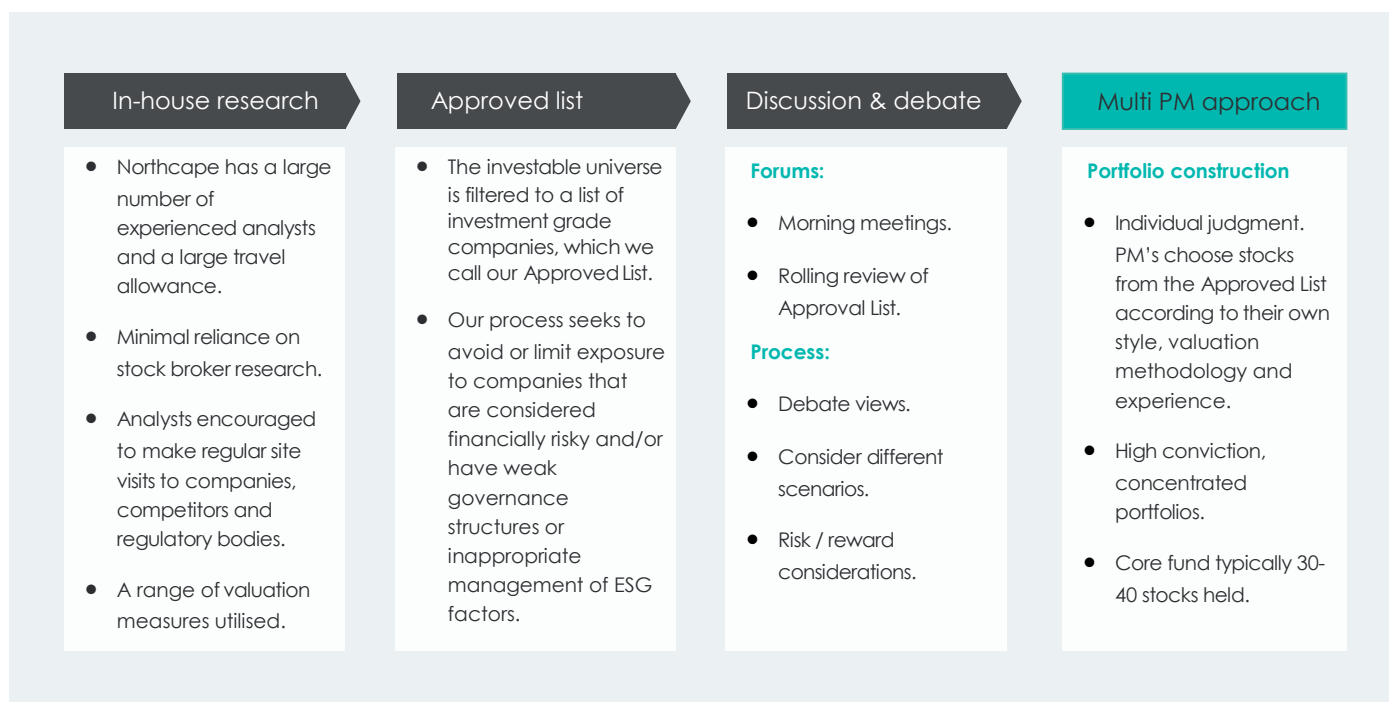 In-house research
● Northcape has a large
number of
experienced analysts
and a large travel
allowance.
● Minimal reliance on
stock broker research.
● Analysts encouraged
to make regular site
visits to companies,
competitors and
regulatory bodies.
● A range of valuation
measures utilised.
Approved list
● The investable universe
is filtered to a list of
investment grade
companies, which we
call our Approved List.
● Our process seeks to
avoid or limit exposure
to companies that
are considered
financially risky and/or
have weak
governance
structures or
inappropriate
management of ESG
factors.
Discussion & debate
Forums:
● Morning meetings.
● Rolling review of
Approval List.
Process:
● Debate views.
● Consider different
scenarios.
● Risk / reward
considerations.
Multi PM approach
Portfolio construction
● Individual judgment.
PM's choose stocks
from the Approved List
according to their own
style, valuation
methodology and
experience.
● High conviction,
concentrated
portfolios.
● Core fund typically 30-
40 stocks held.